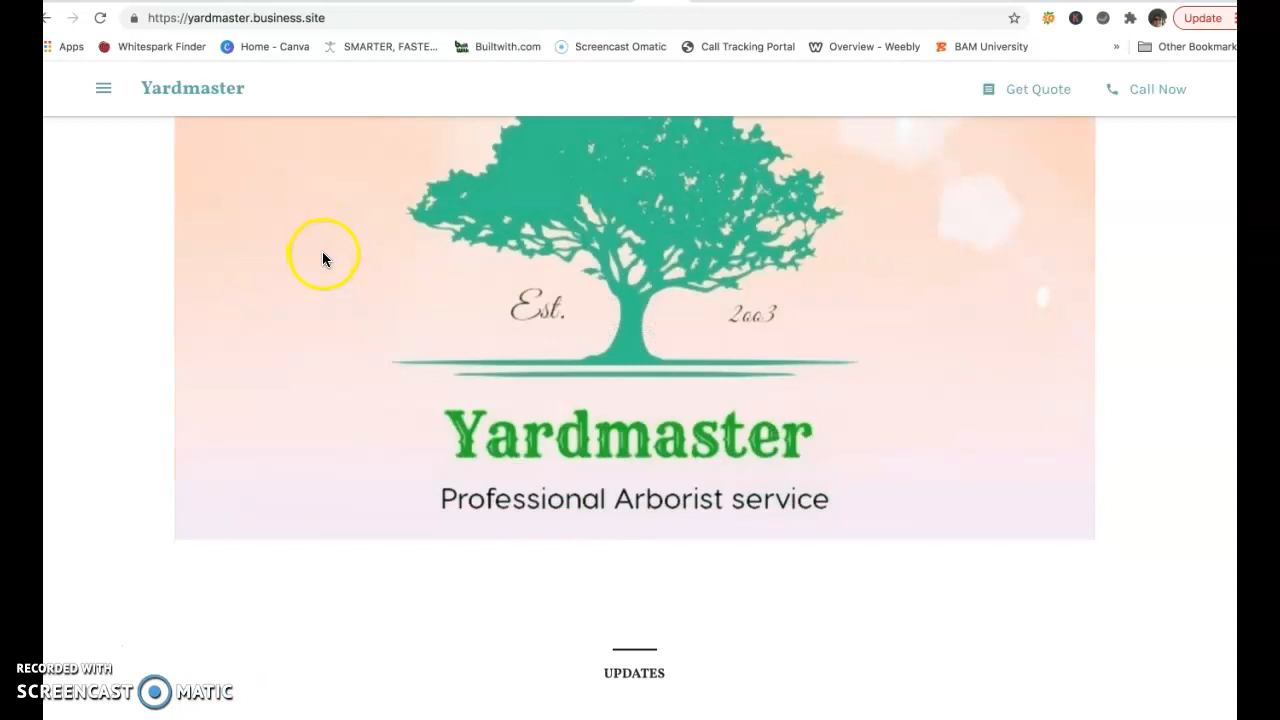 https://yardmaster.business.site
Update
Apps
Whitespark Finder
Home - Canva
SMARTER, FASTE...
Builtwith.com
Screencast Omatic
Call Tracking Portal
Overview - Weebly
BAM University
»
Other Bookmark
Yardmaster
Get Quote
Call Now
Est.
2003
Yardmaster
Professional Arborist service
UPDATES
RECORDED WITH
SCREENCAST MATIC